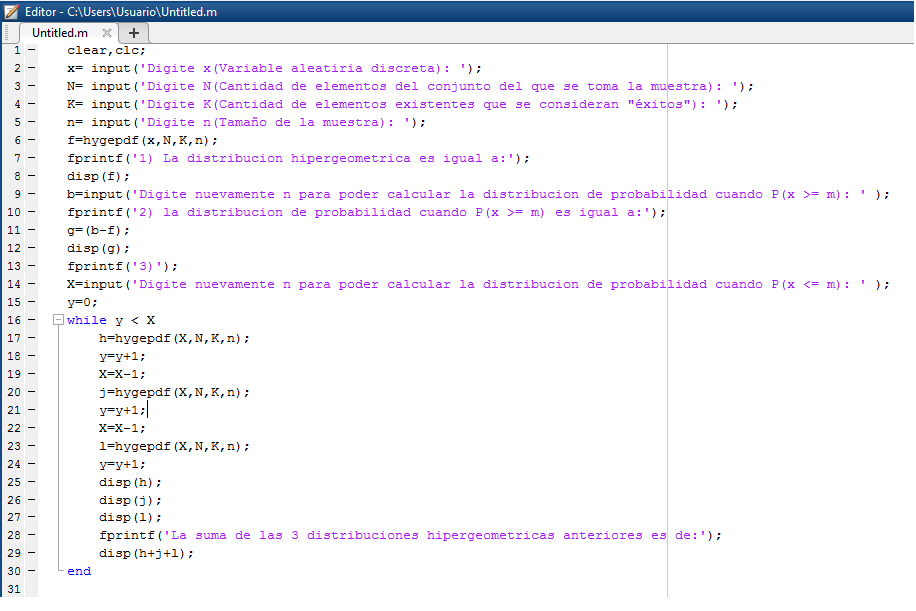 Editor - C:\Users\Usuario\Untitled.m
Untitled.m × +
1 - clear,clc;
2 - x= input('Digite x(Variable aleatiria discreta): ');
3 - N= input('Digite N(Cantidad de elementos del conjunto del que se toma la muestra): ');
4 - K= input('Digite K(Cantidad de elementos existentes que se consideran "éxitos"): ');
5 - n= input('Digite n(Tamaño de la muestra): ');
6 - f=hygepdf(x,N,K,n);
7 - fprintf('1) La distribucion hipergeometrica es igual a:');
8 - disp(f);
9 - b=input('Digite nuevamente n para poder calcular la distribucion de probabilidad cuando P(x >= m): ' );
10 - fprintf('2) la distribucion de probabilidad cuando P(x >= m) es igual a:');
11 - g=(b-f);
12 - disp(g);
13 - fprintf('3)');
14 - X=input('Digite nuevamente n para poder calcular la distribucion de probabilidad cuando P(x <= m): ' );
15 - y=0;
16 - while y < X
17 - h=hygepdf(X,N,K,n);
18 - y=y+1;
19 - X=X-1;
20 - j=hygepdf(X,N,K,n);
21 - y=y+1;
22 - X=X-1;
23 - l=hygepdf(X,N,K,n);
24 - y=y+1;
25 - disp(h);
26 - disp(j);
27 - disp(l);
28 - fprintf('La suma de las 3 distribuciones hipergeometricas anteriores es de:');
29 - disp(h+j+l);
30 - end
31